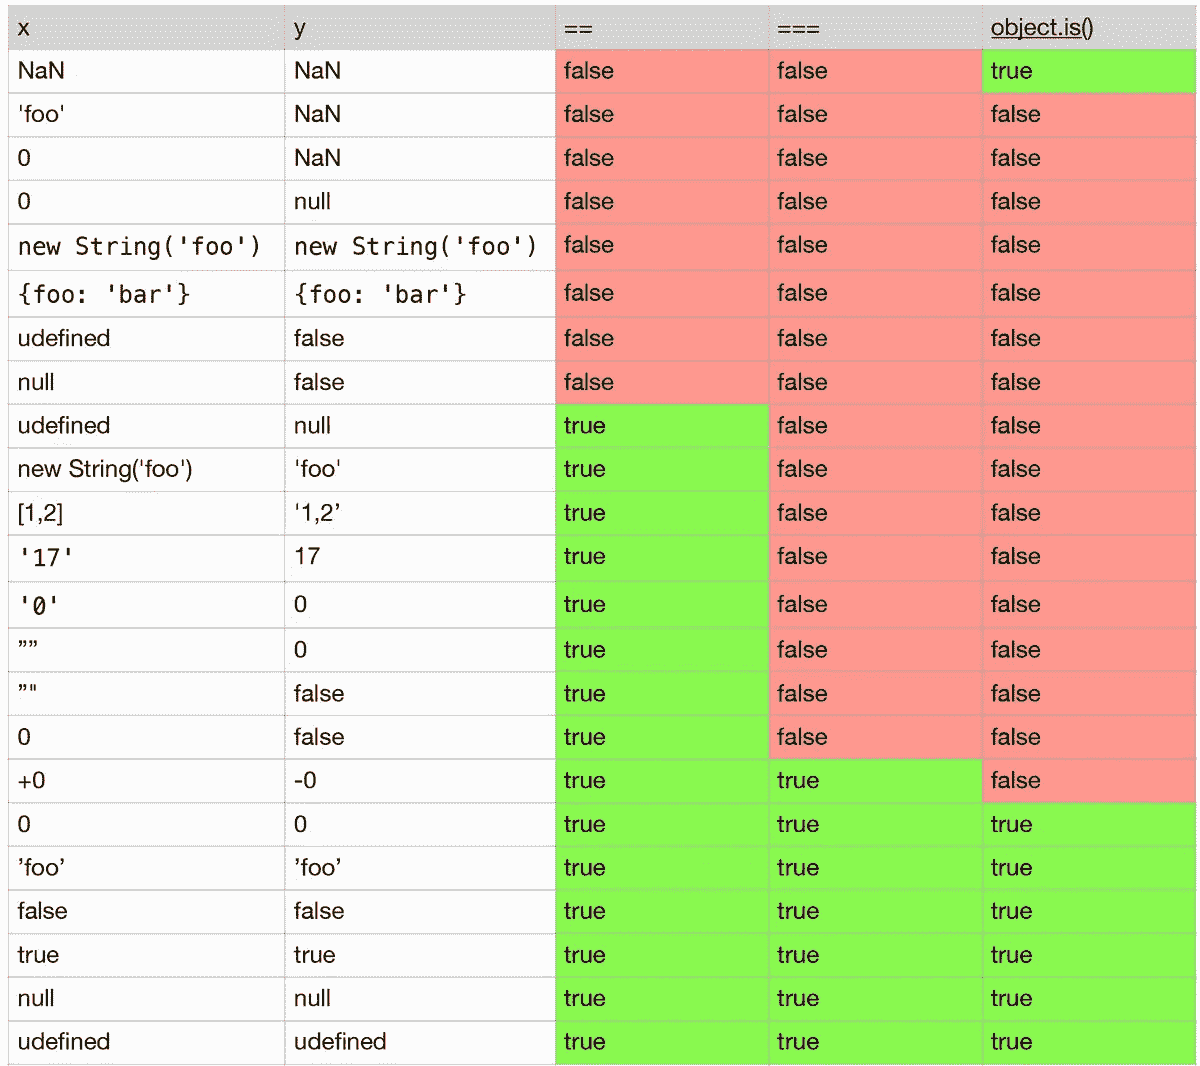 x y == === object.is()
NaN NaN false false true
'foo' NaN false false false
0 NaN false false false
0 null false false false
new String('foo') new String('foo') false false false
{foo: 'bar'} {foo: 'bar'} false false false
udefined false false false false
null false false false false
udefined null true false false
new String('foo') 'foo' true false false
[1,2] '1,2’ true false false
'17' 17 true false false
'0' 0 true false false
”” 0 true false false
”" false true false false
0 false true false false
+0 -0 true true false
0 0 true true true
’foo’ ’foo’ true true true
false false true true true
true true true true true
null null true true true
udefined udefined true true true